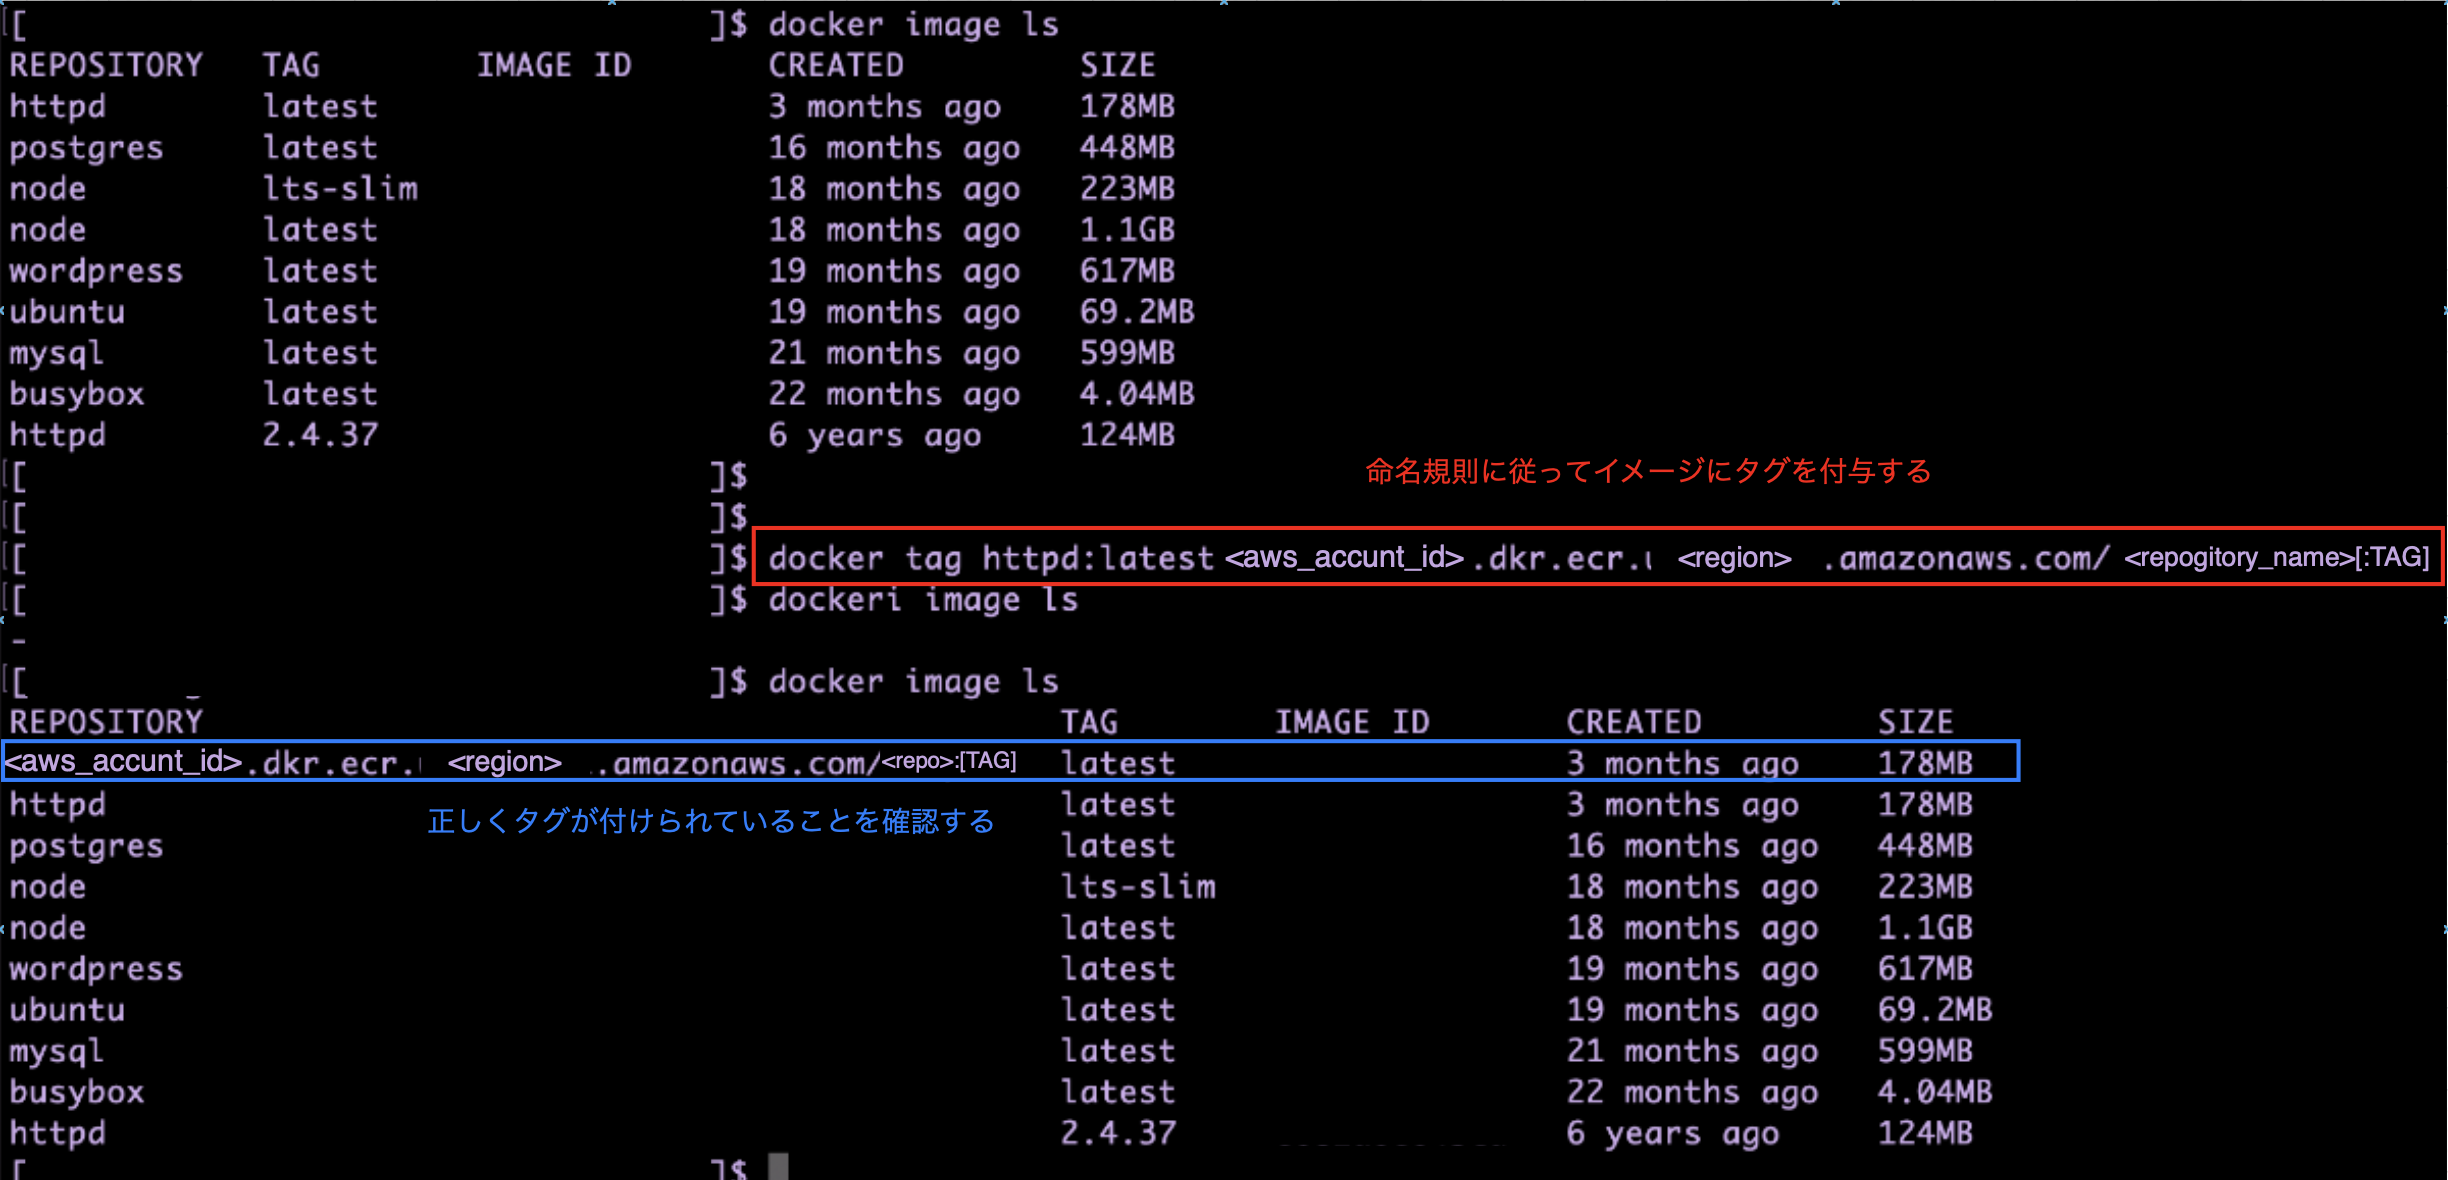 [[ ]$ docker image ls
REPOSITORY TAG IMAGE ID CREATED SIZE
httpd latest 3 months ago 178MB
postgres latest 16 months ago 448MB
node lts-slim 18 months ago 223MB
node latest 18 months ago 1.1GB
wordpress latest 19 months ago 617MB
ubuntu latest 19 months ago 69.2MB
mysql latest 21 months ago 599MB
busybox latest 22 months ago 4.04MB
httpd 2.4.37 6 years ago 124MB
[[ ]$
命名規則に従ってイメージにタグを付与する
[[ ]$
[[ ]$ docker tag httpd:latest <aws_accunt_id>.dkr.ecr. <region> .amazonaws.com/ <repogitory_name>[:TAG]
[[ ]$ dockeri image ls
-
[[ ]$ docker image ls
REPOSITORY TAG IMAGE ID CREATED SIZE
<aws_accunt_id>.dkr.ecr. <region> .amazonaws.com/<repo>:[TAG] latest 3 months ago 178MB
httpd latest 3 months ago 178MB
正しくタグが付けられていることを確認する
postgres latest 16 months ago 448MB
node lts-slim 18 months ago 223MB
node latest 18 months ago 1.1GB
wordpress latest 19 months ago 617MB
ubuntu latest 19 months ago 69.2MB
mysql latest 21 months ago 599MB
busybox latest 22 months ago 4.04MB
httpd 2.4.37 6 years ago 124MB
[ ]$